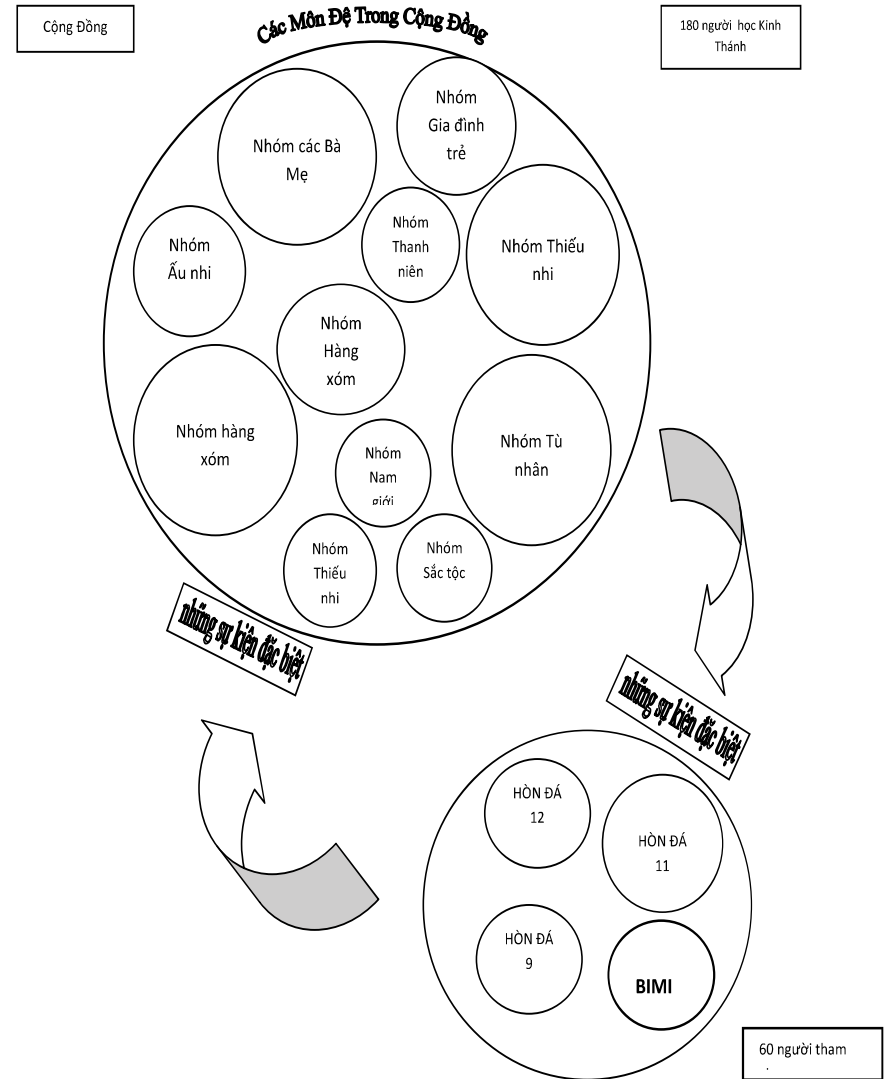 Cộng Đồng
Các Môn Đệ Trong Cộng Đồng
180 người học Kinh
Thánh
Nhóm
Gia đình
trẻ
Nhóm các Bà
Mẹ
Nhóm
Thanh
niên
Nhóm
Ấu nhi
Nhóm Thiếu
nhi
Nhóm
Hàng
xóm
Nhóm hàng
xóm
Nhóm Tù
nhân
Nhóm
Nam
giới
Nhóm
Thiếu
nhi
Nhóm
Sắc tộc
những sự kiện đặc biệt
những sự kiện đặc biệt
HÒN ĐÁ
12
HÒN ĐÁ
11
HÒN ĐÁ
9
BIMI
60 người tham